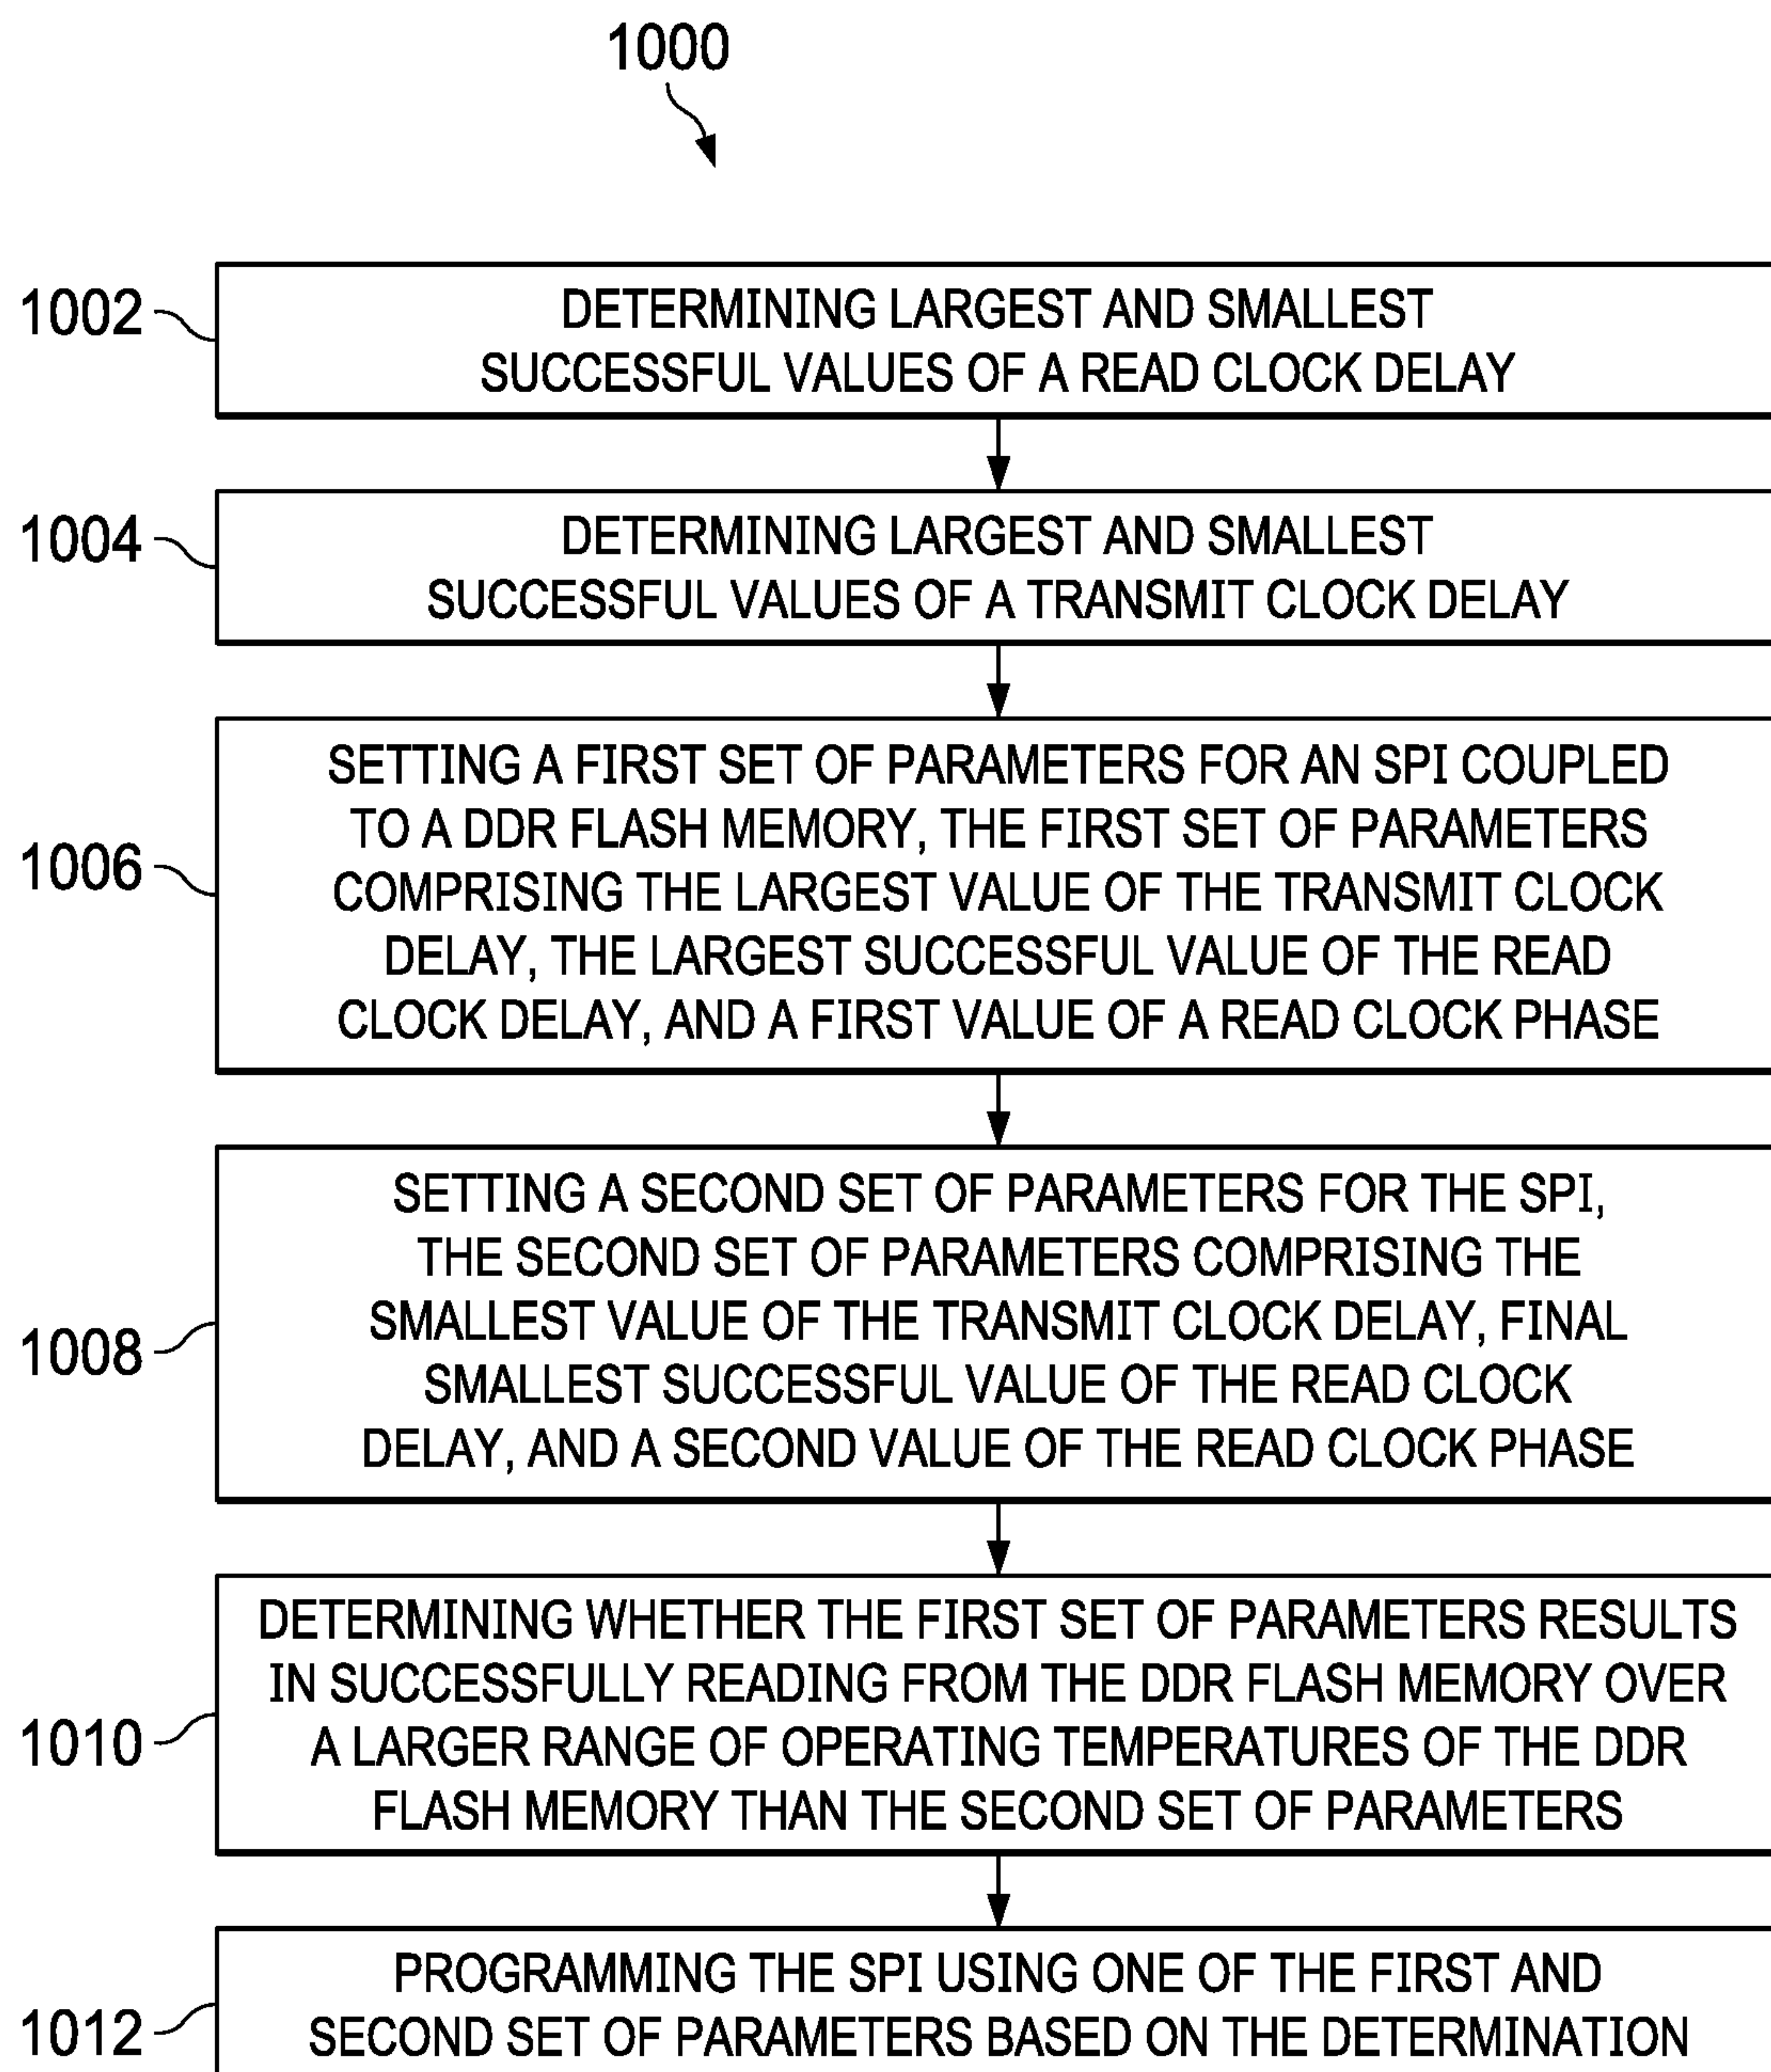 1000
1002
DETERMINING LARGEST AND SMALLEST
SUCCESSFUL VALUES OF A READ CLOCK DELAY
1004
DETERMINING LARGEST AND SMALLEST
SUCCESSFUL VALUES OF A TRANSMIT CLOCK DELAY
1006
SETTING A FIRST SET OF PARAMETERS FOR AN SPI COUPLED
TO A DDR FLASH MEMORY, THE FIRST SET OF PARAMETERS
COMPRISING THE LARGEST VALUE OF THE TRANSMIT CLOCK
DELAY, THE LARGEST SUCCESSFUL VALUE OF THE READ
CLOCK DELAY, AND A FIRST VALUE OF A READ CLOCK PHASE
1008
SETTING A SECOND SET OF PARAMETERS FOR THE SPI,
THE SECOND SET OF PARAMETERS COMPRISING THE
SMALLEST VALUE OF THE TRANSMIT CLOCK DELAY, FINAL
SMALLEST SUCCESSFUL VALUE OF THE READ CLOCK
DELAY, AND A SECOND VALUE OF THE READ CLOCK PHASE
1010
DETERMINING WHETHER THE FIRST SET OF PARAMETERS RESULTS
IN SUCCESSFULLY READING FROM THE DDR FLASH MEMORY OVER
A LARGER RANGE OF OPERATING TEMPERATURES OF THE DDR
FLASH MEMORY THAN THE SECOND SET OF PARAMETERS
1012
PROGRAMMING THE SPI USING ONE OF THE FIRST AND
SECOND SET OF PARAMETERS BASED ON THE DETERMINATION